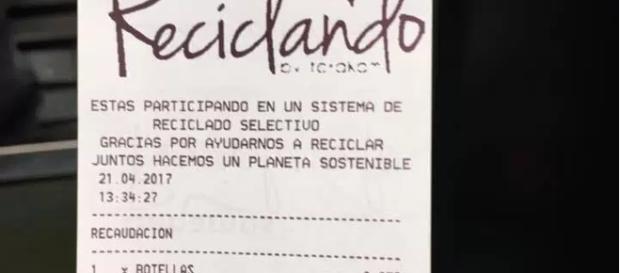 Reciclando
ESTAS PARTICIPANDO EN UN SISTEMA DE
RECICLADO SELECTIVO
GRACIAS POR AYUDARNOS A RECICLAR
JUNTOS HACEMOS UN PLANETA SOSTENIBLE
21.04.2017
13:34:27
RECAUDACION
1 x BOTELLAS